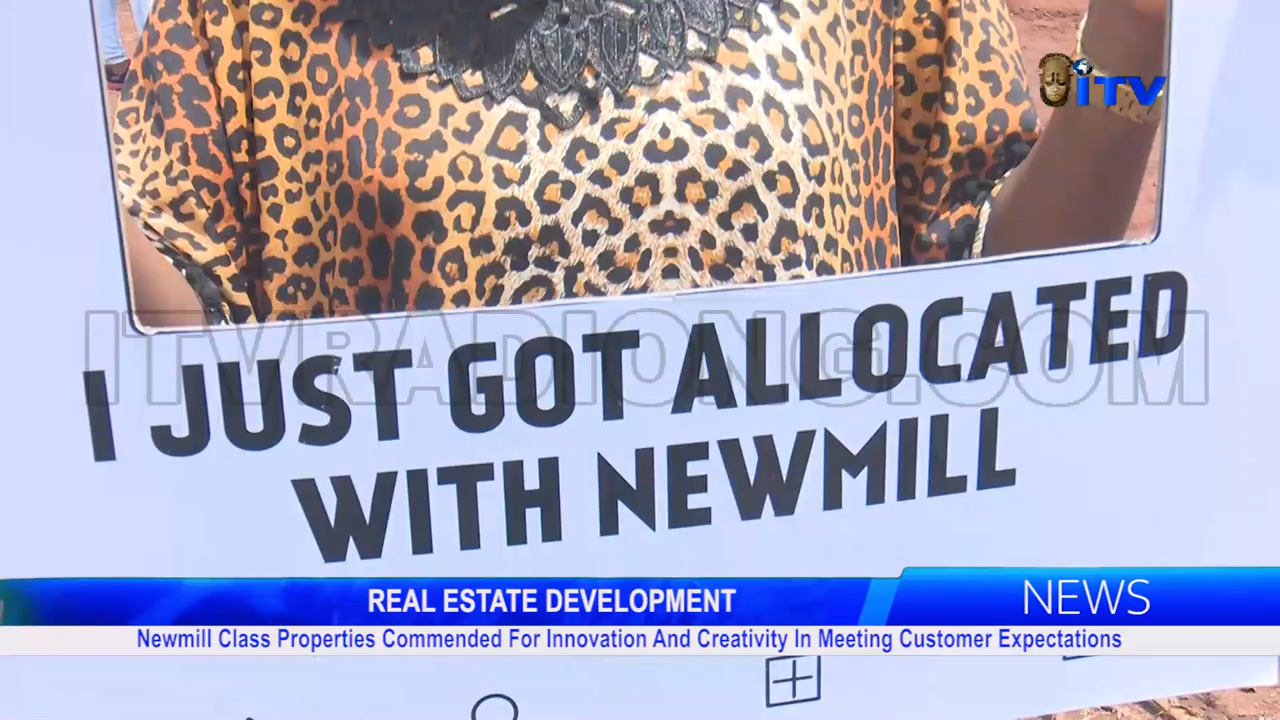 iTV
I JUST GOT ALLOCATED
ITVRADIONG.COM
WITH NEWMILL
REAL ESTATE DEVELOPMENT
NEWS
Newmill Class Properties Commended For Innovation And Creativity In Meeting Customer Expectations